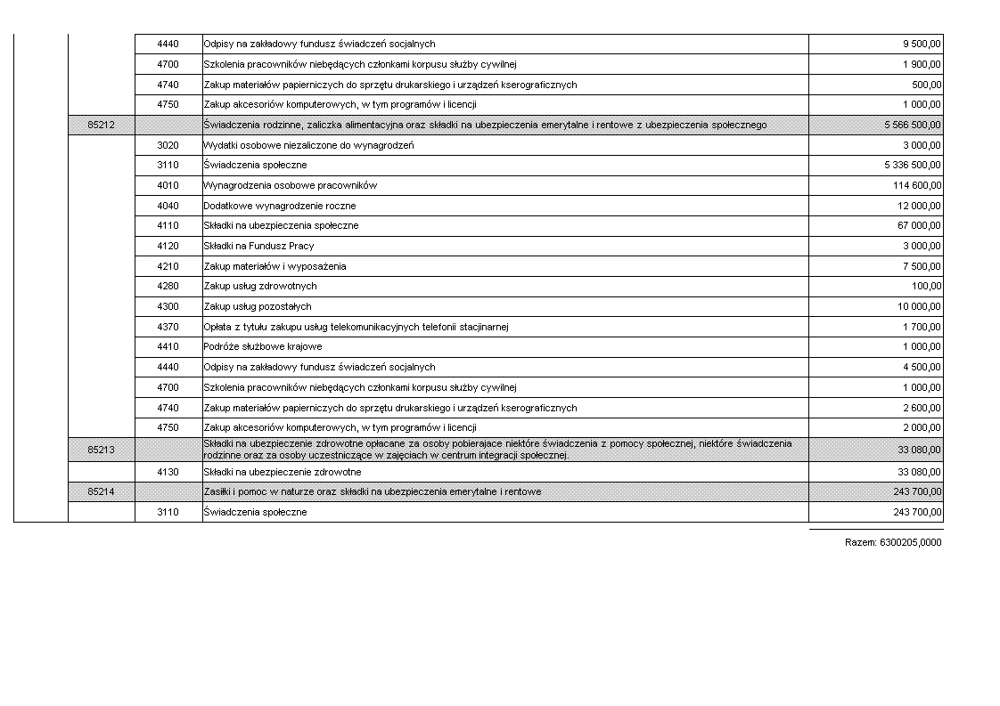 4440 Odpisy na zakładowy fundusz świadczeń socjalnych 9 500,00
4700 Szkolenia pracowników niebędących członkami korpusu służby cywilnej 1 900,00
4740 Zakup materiałów papierniczych do sprzętu drukarskiego i urządzeń kserograficznych 500,00
4750 Zakup akcesoriów komputerowych, w tym programów i licencji 1 000,00
85212 Świadczenia rodzinne, zaliczka alimentacyjna oraz składki na ubezpieczenia emerytalne i rentowe z ubezpieczenia społecznego 5 566 500,00
3020 Wydatki osobowe niezaliczone do wynagrodzeń 3 000,00
3110 Świadczenia społeczne 5 336 500,00
4010 Wynagrodzenia osobowe pracowników 114 600,00
4040 Dodatkowe wynagrodzenie roczne 12 000,00
4110 Składki na ubezpieczenia społeczne 67 000,00
4120 Składki na Fundusz Pracy 3 000,00
4210 Zakup materiałów i wyposażenia 7 500,00
4280 Zakup usług zdrowotnych 100,00
4300 Zakup usług pozostałych 10 000,00
4370 Opłata z tytułu zakupu usług telekomunikacyjnych telefonii stacjinarnej 1 700,00
4410 Podróże służbowe krajowe 1 000,00
4440 Odpisy na zakładowy fundusz świadczeń socjalnych 4 500,00
4700 Szkolenia pracowników niebędących członkami korpusu służby cywilnej 1 000,00
4740 Zakup materiałów papierniczych do sprzętu drukarskiego i urządzeń kserograficznych 2 600,00
4750 Zakup akcesoriów komputerowych, w tym programów i licencji 2 000,00
85213 Składki na ubezpieczenie zdrowotne opłacane za osoby pobierajace niektóre świadczenia z pomocy społecznej, niektóre świadczenia
rodzinne oraz za osoby uczestniczące w zajęciach w centrum integracji społecznej. 33 080,00
4130 Składki na ubezpieczenie zdrowotne 33 080,00
85214 Zasiłki i pomoc w naturze oraz składki na ubezpieczenia emerytalne i rentowe 243 700,00
3110 Świadczenia społeczne 243 700,00
Razem: 6300205,0000